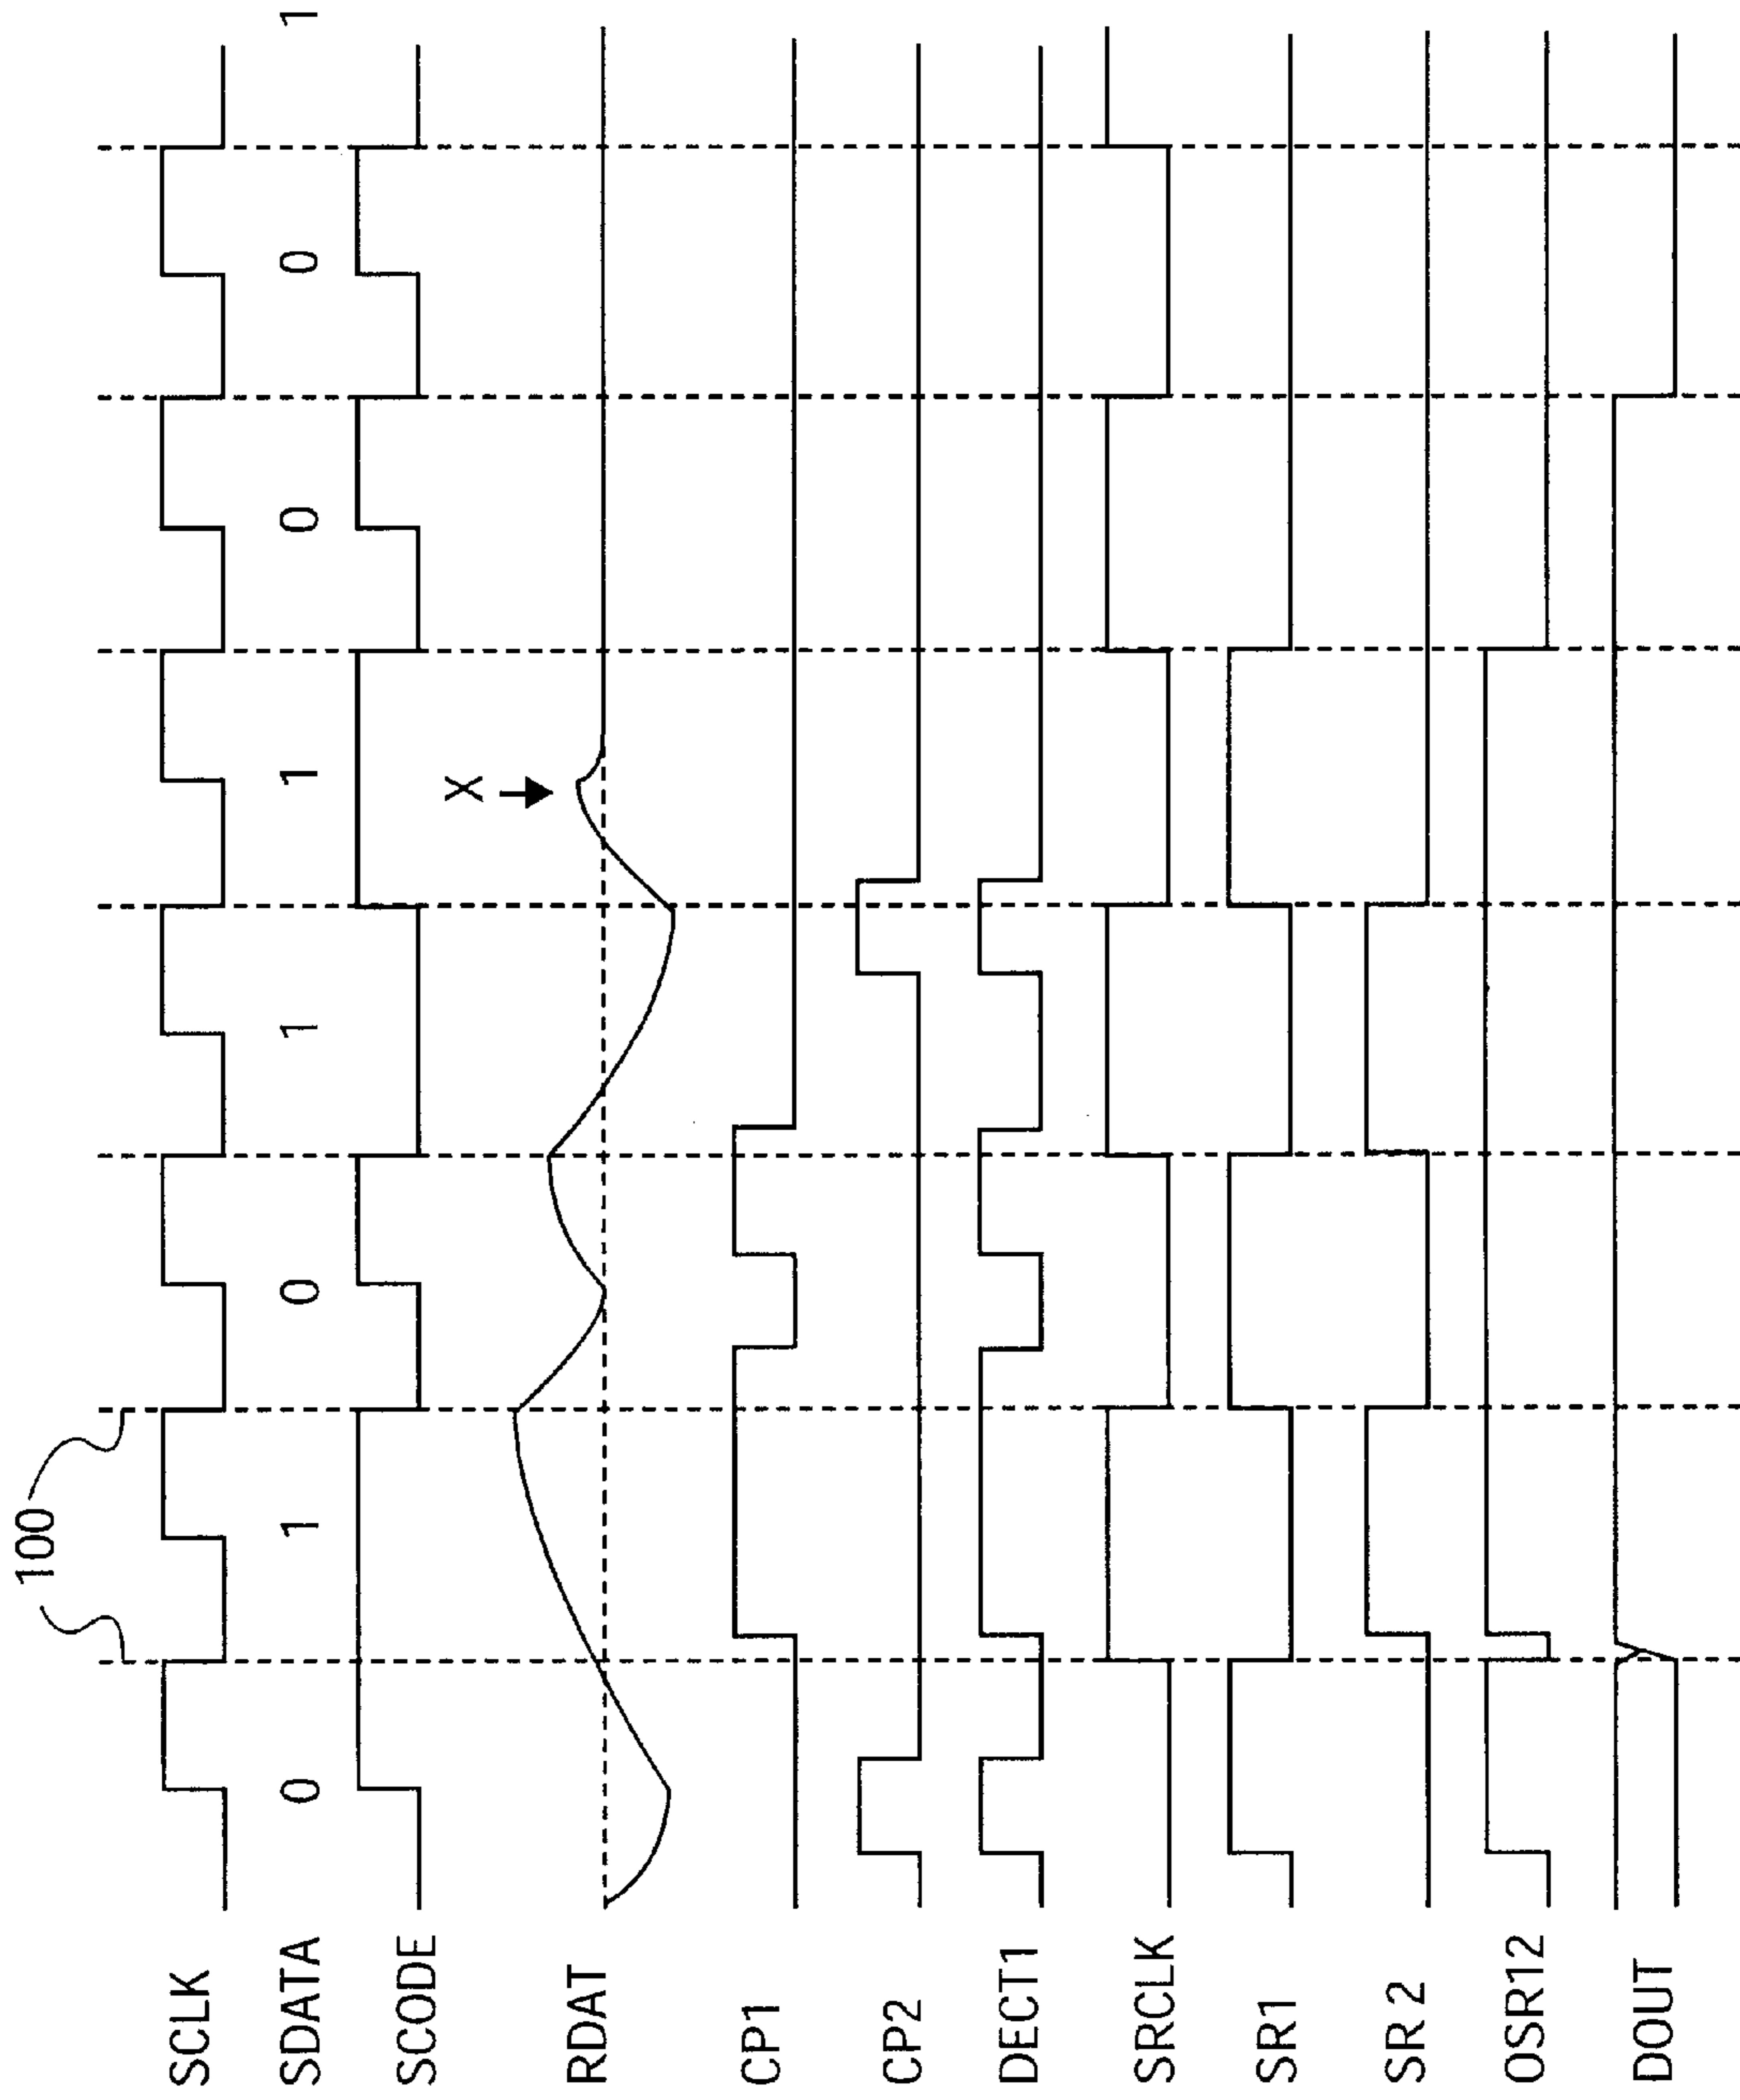 100
SCLK
SDATA 0 1 0 1 1 0 0 1
SCODE
X
RDAT
CP1
CP2
DECT1
SRCLK
SR1
SR 2
OSR12
DOUT